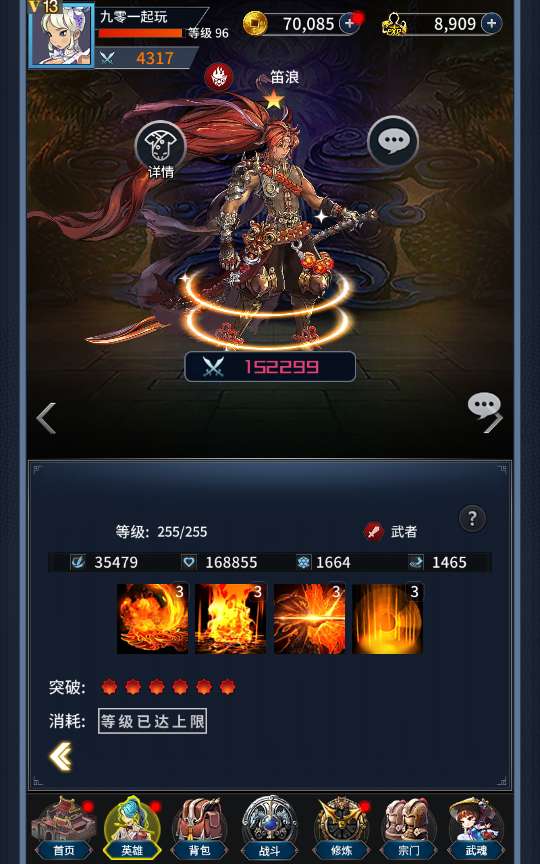 V13
九零一起玩
等级 96
4317
70,085
EXP
8,909
笛浪
详情
152299
?
等级: 255/255
武者
35479
168855
1664
1465
3
3
3
3
突破:
消耗: 等级已达上限
首页
英雄
背包
战斗
修炼
宗门
武魂